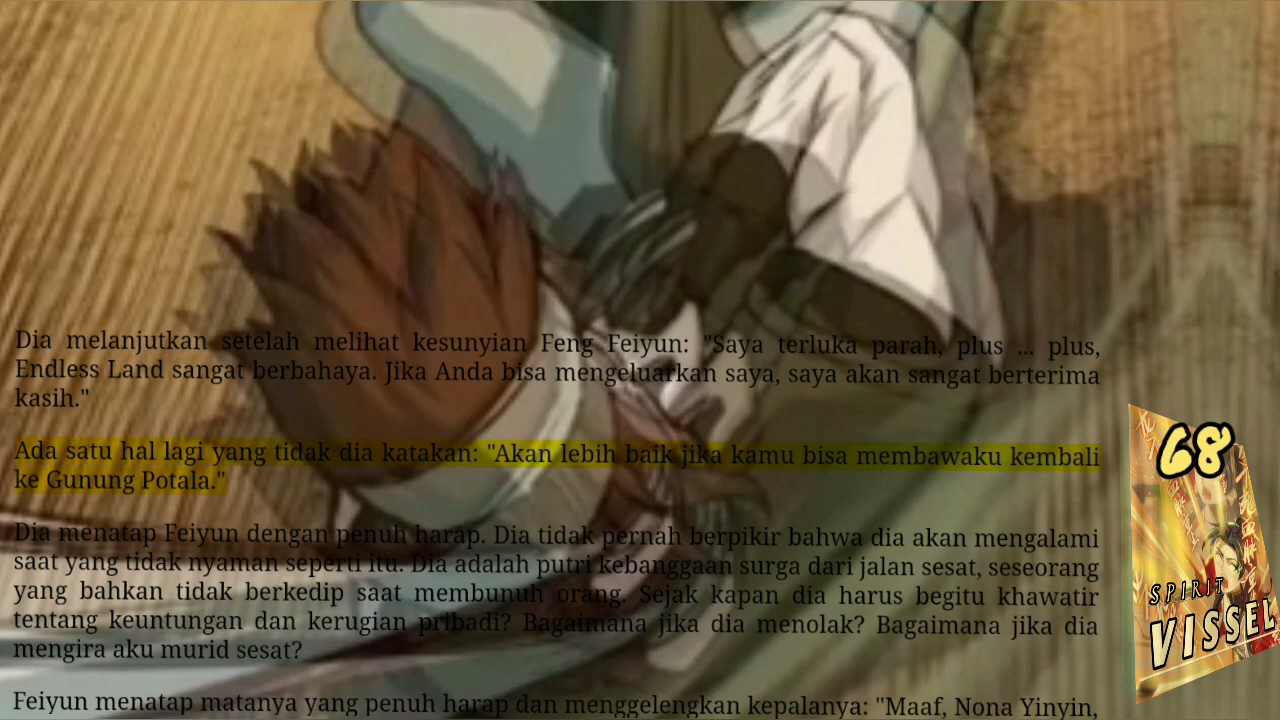 Dia melanjutkan setelah melihat kesunyian Feng Feiyun: "Saya terluka parah, plus ... plus,
Endless Land sangat berbahaya. Jika Anda bisa mengeluarkan saya, saya akan sangat berterima
kasih."
Ada satu hal lagi yang tidak dia katakan: "Akan lebih baik jika kamu bisa membawaku kembali
ke Gunung Potala."
Dia menatap Feiyun dengan penuh harap. Dia tidak pernah berpikir bahwa dia akan mengalami
saat yang tidak nyaman seperti itu. Dia adalah putri kebanggaan surga dari jalan sesat, seseorang
yang bahkan tidak berkedip saat membunuh orang. Sejak kapan dia harus begitu khawatir
tentang keuntungan dan kerugian pribadi? Bagaimana jika dia menolak? Bagaimana jika dia
mengira aku murid sesat?
Feiyun menatap matanya yang penuh harap dan menggelengkan kepalanya: "Maaf, Nona Yinyin,
68
SPIRIT
VISSEL